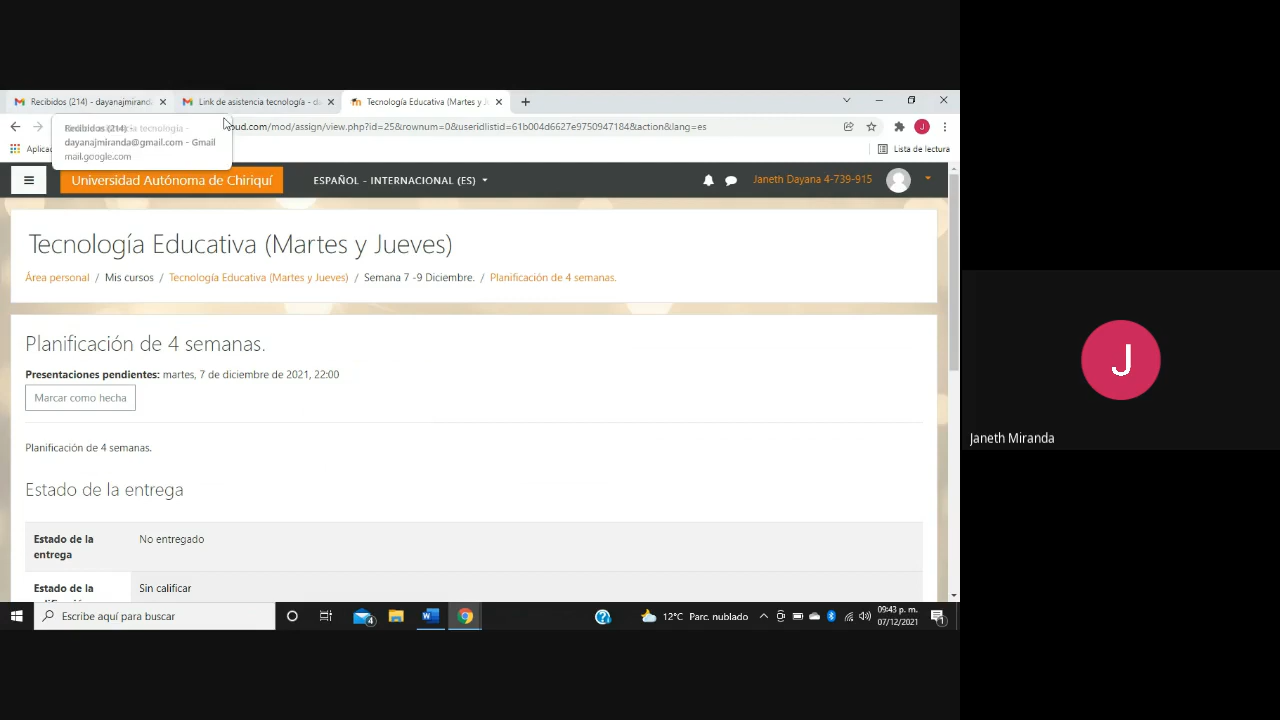 Recibidos (214) - dayanajmirand
Link de asistencia tecnología - d
Tecnología Educativa (Martes y J
Recibidos (214) -
dayanajmiranda@gmail.com - Gmail
mail.google.com
oud.com/mod/assign/view.php?id=25&rownum=0&useridlistid=61b004d6627e9750947184&action&lang=es
Aplicac
Lista de lectura
Universidad Autónoma de Chiriquí
ESPAÑOL - INTERNACIONAL (ES)
Janeth Dayana 4-739-915
Tecnología Educativa (Martes y Jueves)
Área personal / Mis cursos / Tecnología Educativa (Martes y Jueves) / Semana 7 -9 Diciembre. / Planificación de 4 semanas.
Planificación de 4 semanas.
Presentaciones pendientes: martes, 7 de diciembre de 2021, 22:00
Marcar como hecha
Planificación de 4 semanas.
Estado de la entrega
Estado de la No entregado
entrega
Estado de la Sin calificar
J
Janeth Miranda
Escribe aquí para buscar
4
12°C Parc. nublado
09:43 p. m.
07/12/2021
1